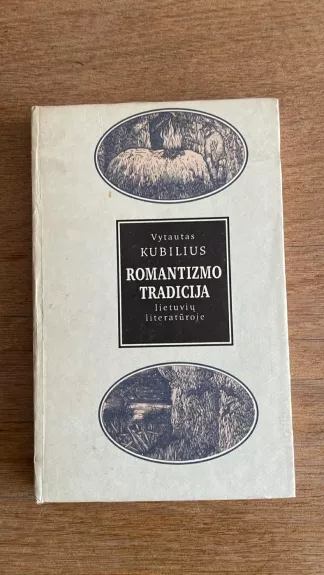 Vytautas
KUBILIUS
ROMANTIZMO
TRADICIJA
lietuvių
literatūroje